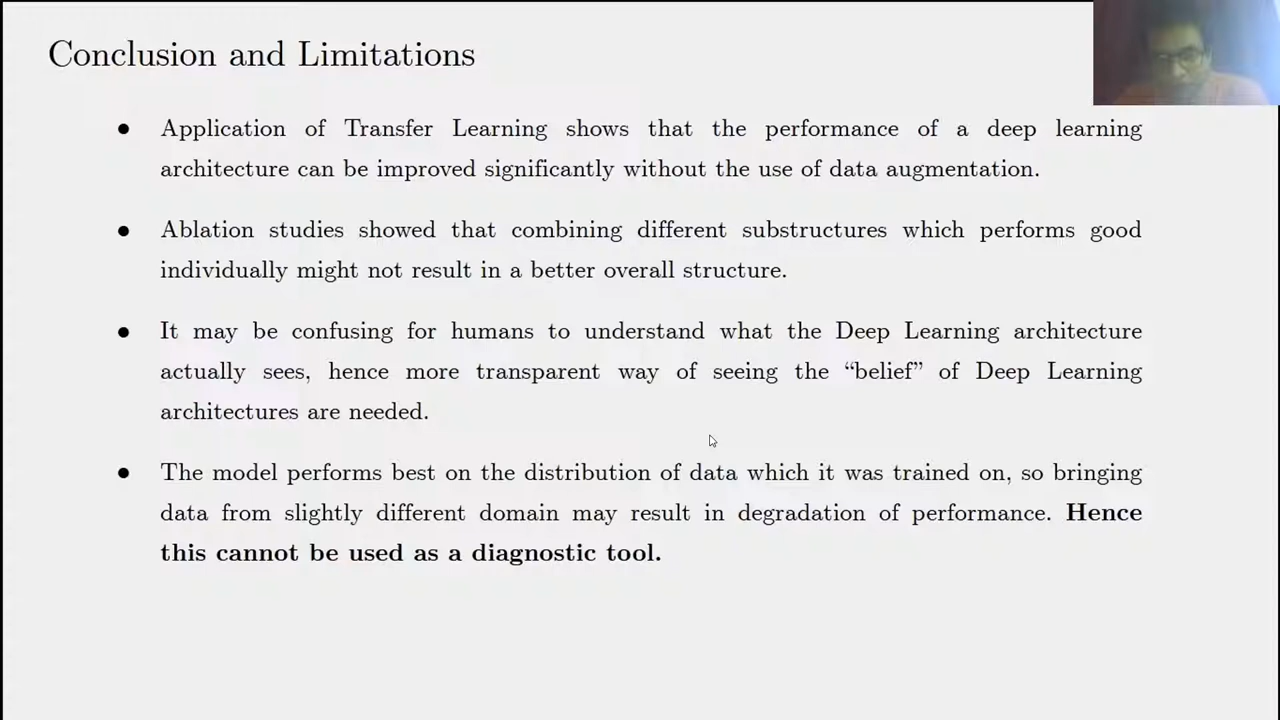 Conclusion and Limitations
● Application of Transfer Learning shows that the performance of a deep learning
architecture can be improved significantly without the use of data augmentation.
● Ablation studies showed that combining different substructures which performs good
individually might not result in a better overall structure.
● It may be confusing for humans to understand what the Deep Learning architecture
actually sees, hence more transparent way of seeing the “belief” of Deep Learning
architectures are needed.
● The model performs best on the distribution of data which it was trained on, so bringing
data from slightly different domain may result in degradation of performance. Hence
this cannot be used as a diagnostic tool.